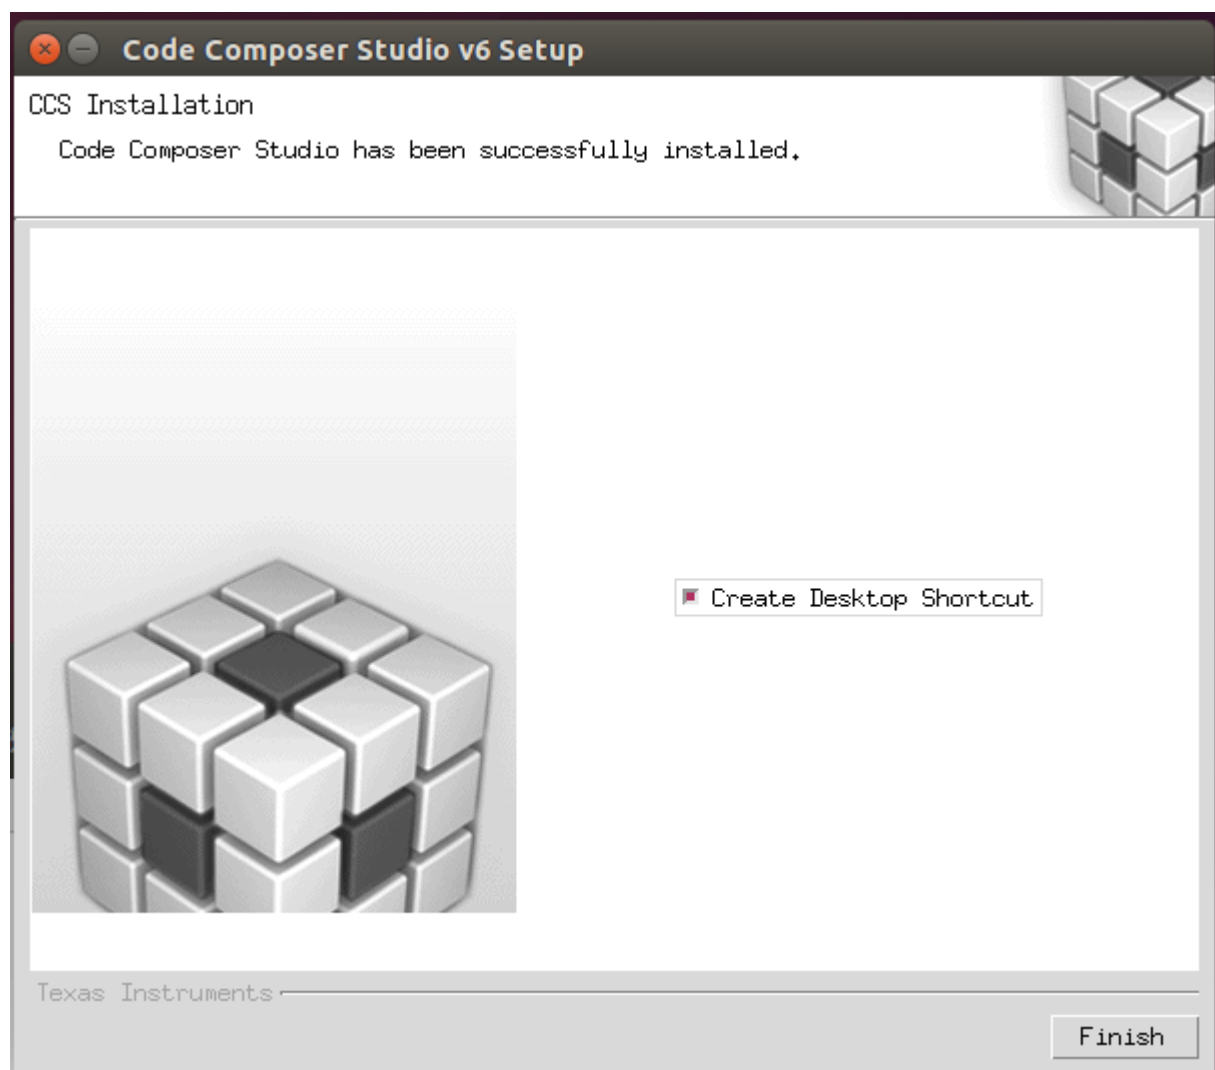 Code Composer Studio v6 Setup
CCS Installation
Code Composer Studio has been successfully installed.
Create Desktop Shortcut
Texas Instruments
Finish